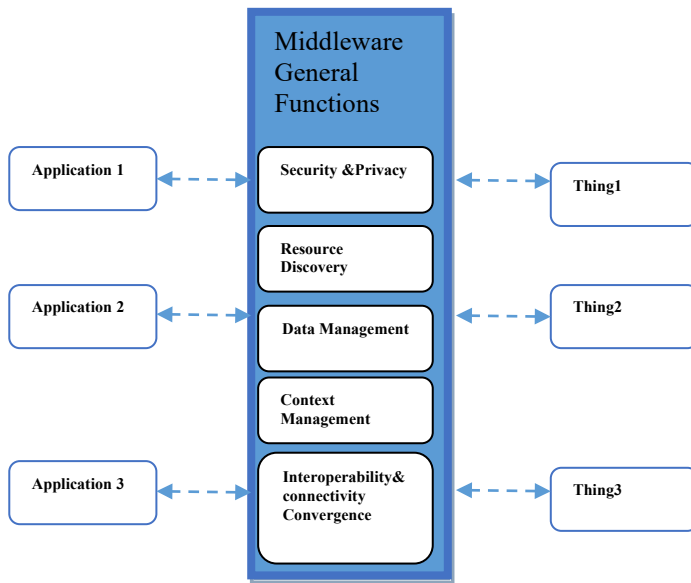 Middleware
General
Functions
Application 1
Security &Privacy
Thing1
Resource
Discovery
Application 2
Data Management
Thing2
Context
Management
Application 3
Interoperability&
connectivity
Convergence
Thing3